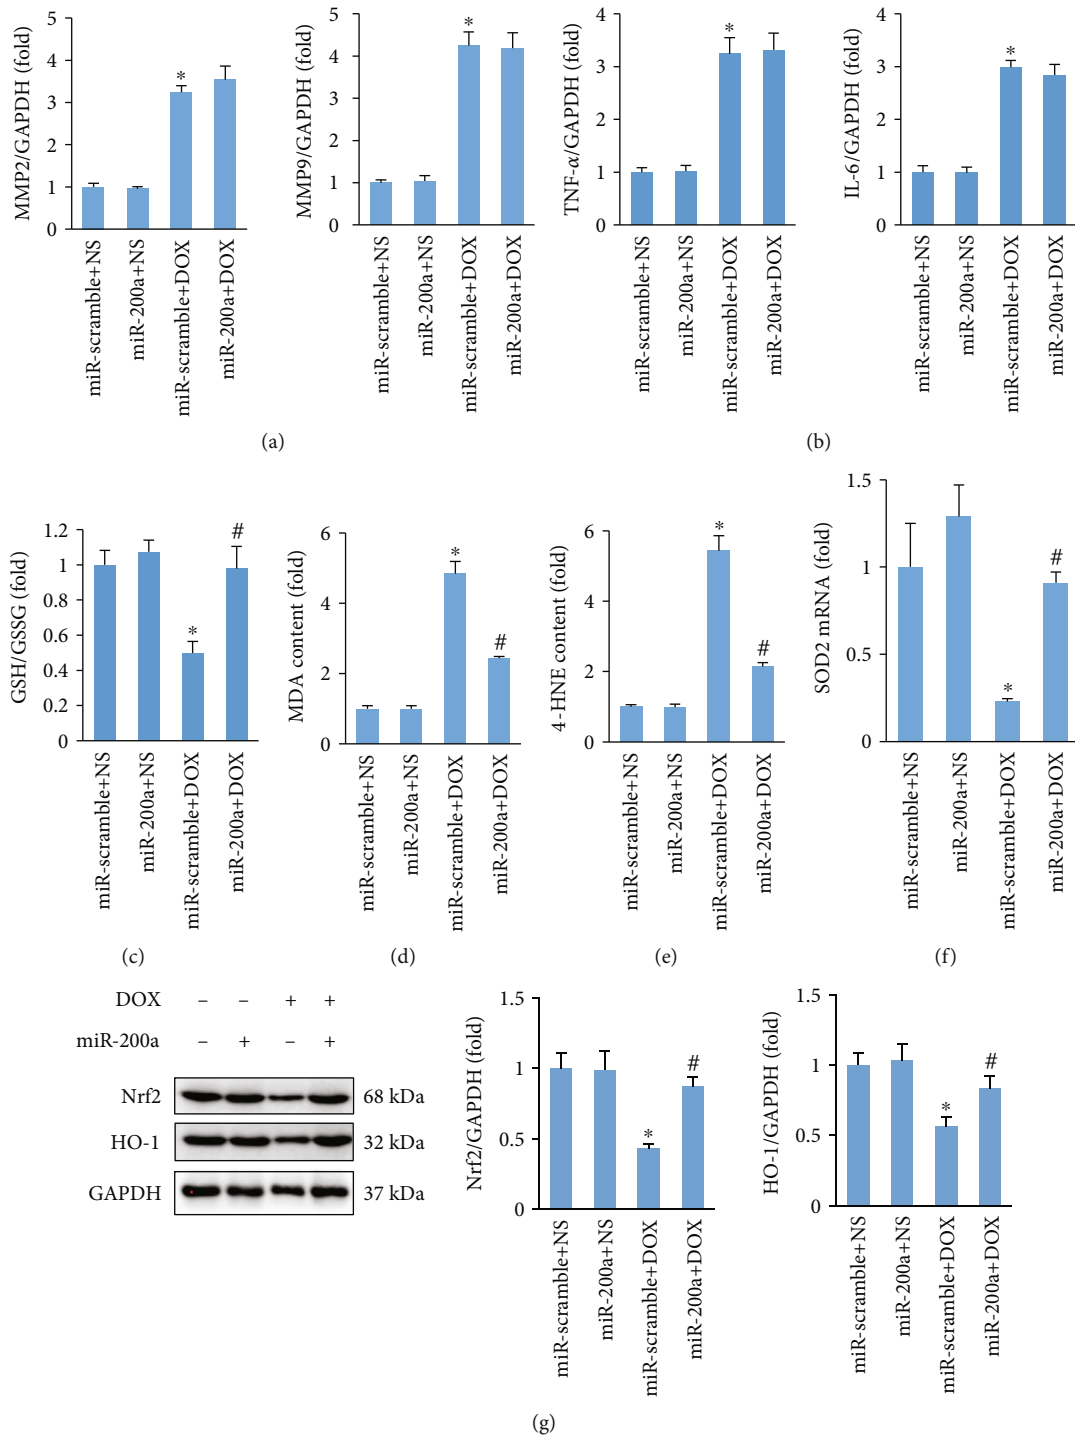 MMP2/GAPDH (fold)
5
4
3
2
1
0
*
miR-scramble+NS
miR-200a+NS
miR-scramble+DOX
miR-200a+DOX
MMP9/GAPDH (fold)
5
4
3
2
1
0
*
miR-scramble+NS
miR-200a+NS
miR-scramble+DOX
miR-200a+DOX
(a)
TNF-α/GAPDH (fold)
4
3
2
1
0
*
miR-scramble+NS
miR-200a+NS
miR-scramble+DOX
miR-200a+DOX
IL-6/GAPDH (fold)
4
3
2
1
0
*
miR-scramble+NS
miR-200a+NS
miR-scramble+DOX
miR-200a+DOX
(b)
GSH/GSSG (fold)
1.2
1
0.8
0.6
0.4
0.2
0
*
#
miR-scramble+NS
miR-200a+NS
miR-scramble+DOX
miR-200a+DOX
(c)
MDA content (fold)
6
4
2
0
*
#
miR-scramble+NS
miR-200a+NS
miR-scramble+DOX
miR-200a+DOX
(d)
4-HNE content (fold)
6
4
2
0
*
#
miR-scramble+NS
miR-200a+NS
miR-scramble+DOX
miR-200a+DOX
(e)
SOD2 mRNA (fold)
1.5
1
0.5
0
*
#
miR-scramble+NS
miR-200a+NS
miR-scramble+DOX
miR-200a+DOX
(f)
DOX – – + +
miR-200a – + – +
Nrf2 68 kDa
HO-1 32 kDa
GAPDH 37 kDa
Nrf2/GAPDH (fold)
1.5
1
0.5
0
*
#
miR-scramble+NS
miR-200a+NS
miR-scramble+DOX
miR-200a+DOX
HO-1/GAPDH (fold)
1.5
1
0.5
0
*
#
miR-scramble+NS
miR-200a+NS
miR-scramble+DOX
miR-200a+DOX
(g)